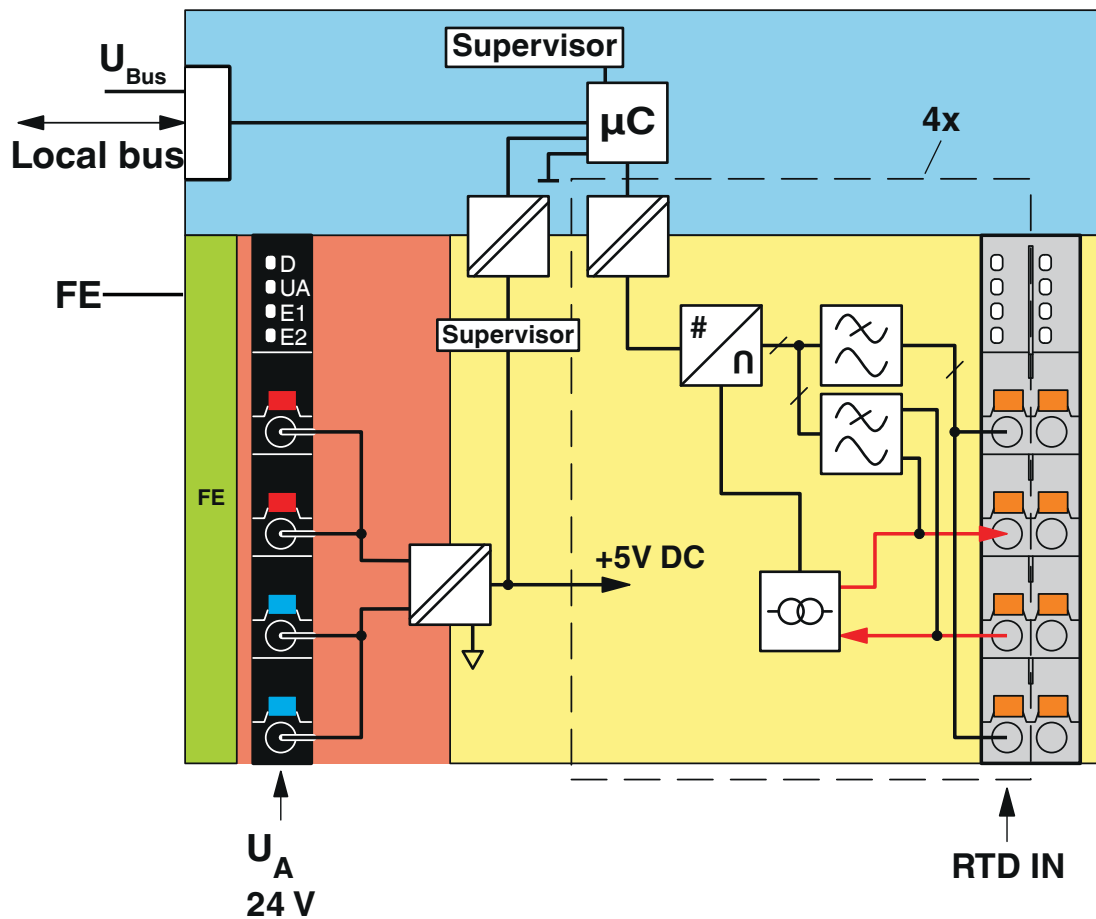 Supervisor
U Bus
µC
4x
Local bus
D
UA
FE
E1
E2
Supervisor
#
∩
FE
+5V DC
U A
24 V
RTD IN